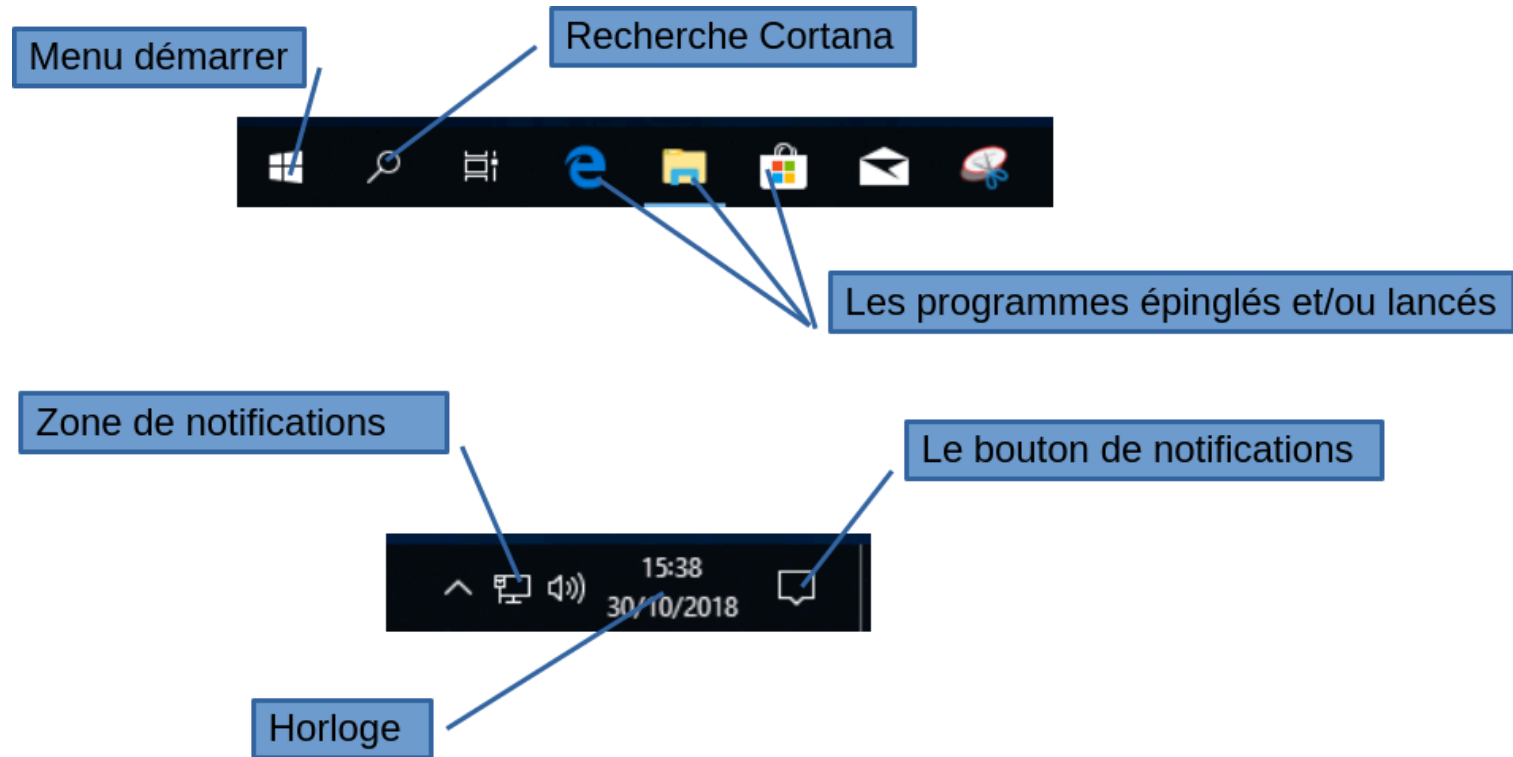 Menu démarrer
Recherche Cortana
Les programmes épinglés et/ou lancés
Zone de notifications
Le bouton de notifications
15:38
30/10/2018
Horloge